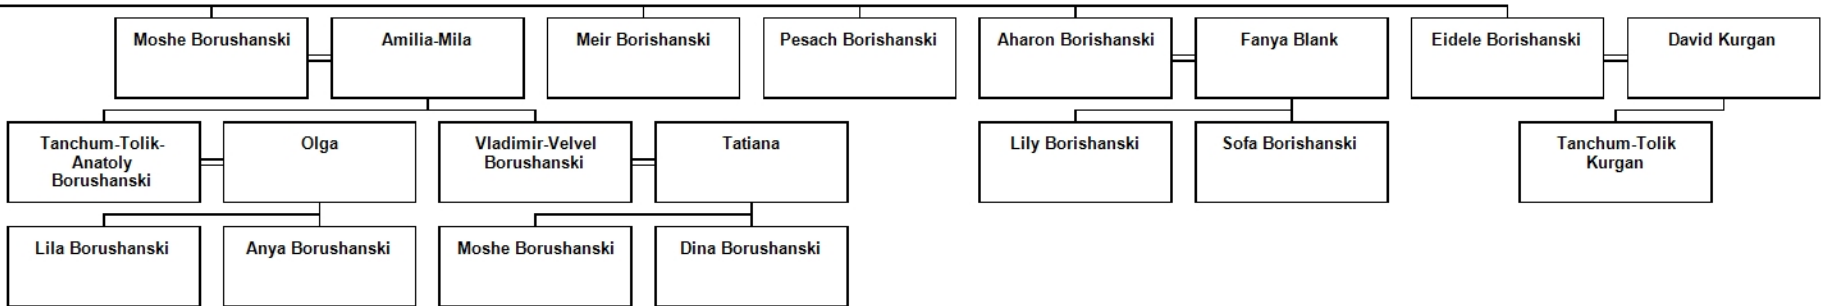 Moshe Borushanski
Amilia-Mila
Meir Borishanski
Pesach Borishanski
Aharon Borishanski
Fanya Blank
Eidele Borishanski
David Kurgan
Tanchum-Tolik-
Anatoly
Borushanski
Olga
Vladimir-Velvel
Borushanski
Tatiana
Lily Borishanski
Sofa Borishanski
Tanchum-Tolik
Kurgan
Lila Borushanski
Anya Borushanski
Moshe Borushanski
Dina Borushanski